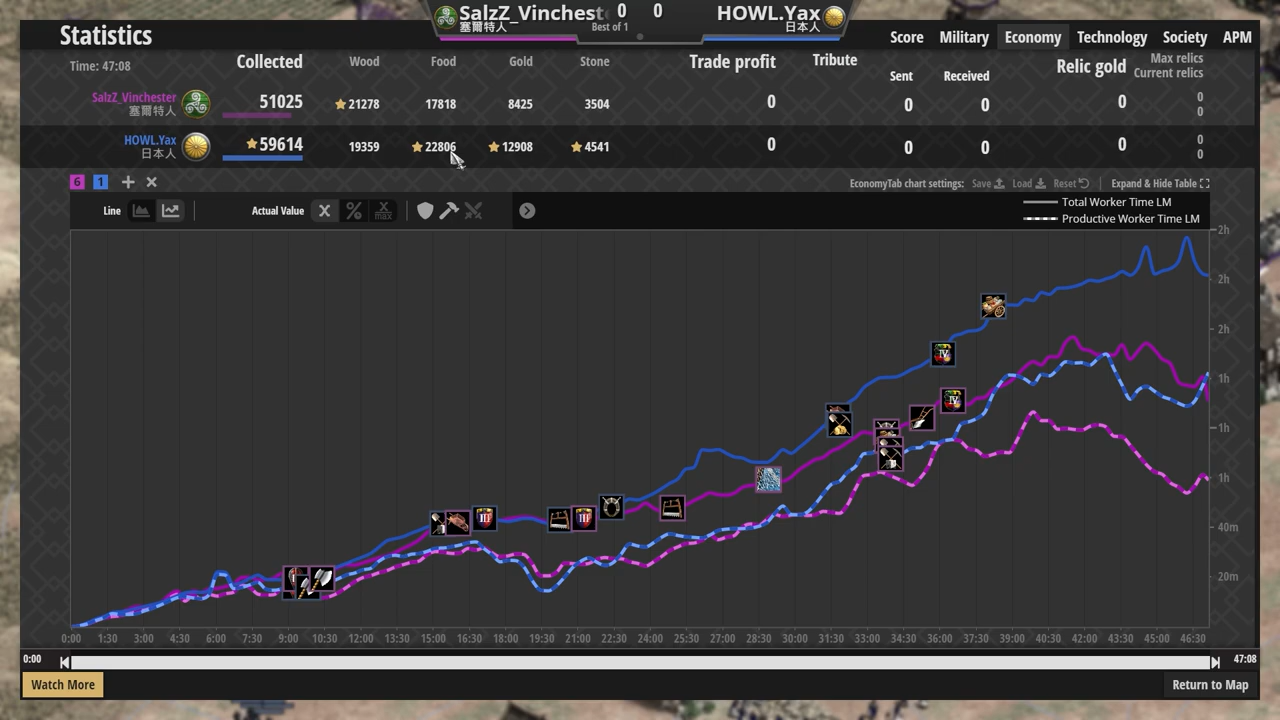 SalzZ_Vinchest 0 0 HOWL.Yax
塞爾特人 Best of 1 日本人
Statistics
Score Military Economy Technology Society APM
Time: 47:08
Collected Wood Food Gold Stone Trade profit Tribute Sent Received Relic gold Max relics
Current relics
SalzZ_Vinchester 51025 21278 17818 8425 3504 0 0 0 0 0
塞爾特人 0
HOWL.Yax 59614 19359 22806 12908 4541 0 0 0 0 0
日本人 0
6 1 EconomyTab chart settings: Save Load Reset Expand & Hide Table
Line Actual Value X % X max
Total Worker Time LM
Productive Worker Time LM
2h
2h
2h
1h
1h
1h
40m
20m
III III IV IV
0:00 1:30 3:00 4:30 6:00 7:30 9:00 10:30 12:00 13:30 15:00 16:30 18:00 19:30 21:00 22:30 24:00 25:30 27:00 28:30 30:00 31:30 33:00 34:30 36:00 37:30 39:00 40:30 42:00 43:30 45:00 46:30
0:00 47:08
Watch More Return to Map